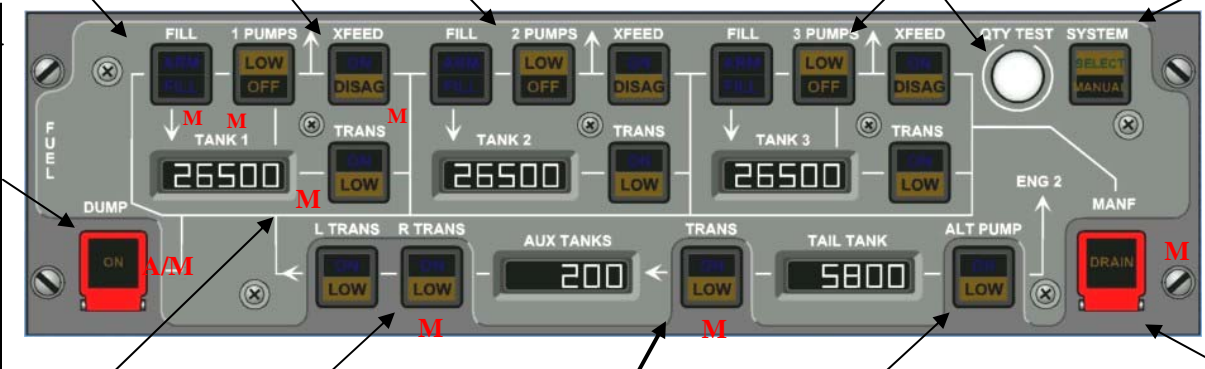 FILL 1 PUMPS XFEED FILL 2 PUMPS XFEED FILL 3 PUMPS XFEED QTY TEST SYSTEM
ARM LOW ON ARM LOW ON ARM LOW ON SELECT
FILL OFF DISAG FILL OFF DISAG FILL OFF DISAG MANUAL
M M M
FUEL
TANK 1 TRANS TANK 2 TRANS TANK 3 TRANS
26500 ON 26500 ON 26500 ON
LOW LOW LOW
M
ENG 2
DUMP MANF
L TRANS R TRANS AUX TANKS TRANS TAIL TANK ALT PUMP
ON A/M ON ON 200 ON 5800 ON DRAIN M
LOW LOW LOW LOW
M M